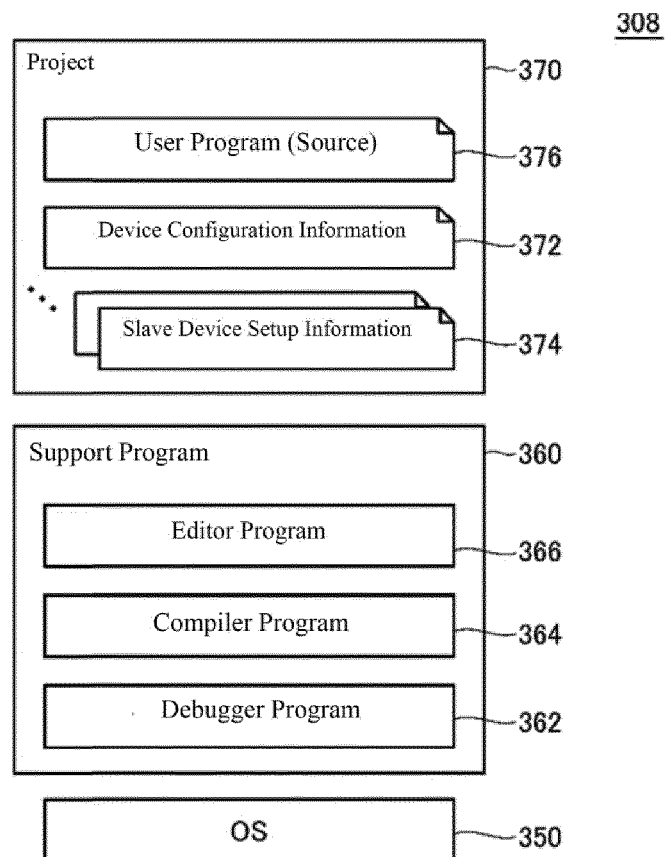 308
Project
370
User Program (Source)
376
Device Configuration Information
372
Slave Device Setup Information
374
Support Program
360
Editor Program
366
Compiler Program
364
Debugger Program
362
OS
350